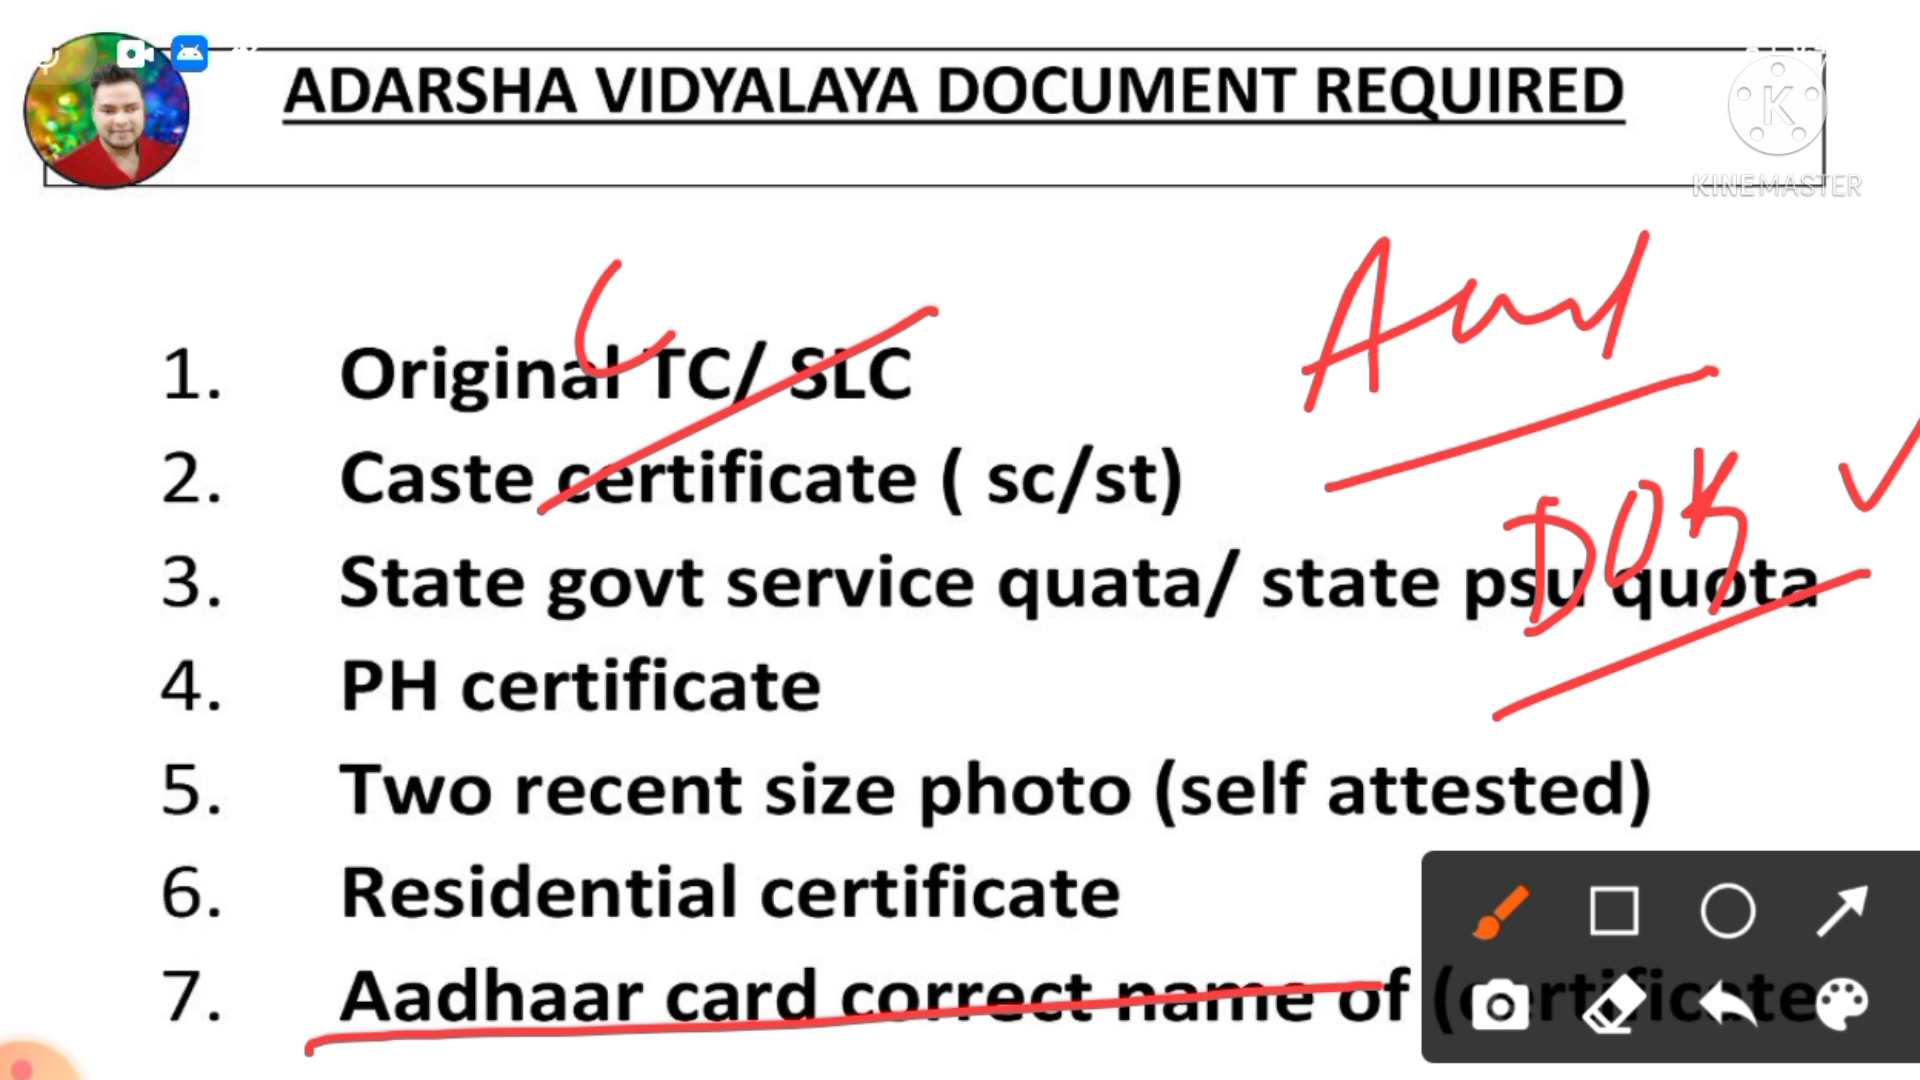 ADARSHA VIDYALAYA DOCUMENT REQUIRED
K
KINEMASTER
1. Original TC/ SLC
2. Caste certificate ( sc/st)
3. State govt service quata/ state psu quota
4. PH certificate
5. Two recent size photo (self attested)
6. Residential certificate
7. Aadhaar card correct name of (certificate